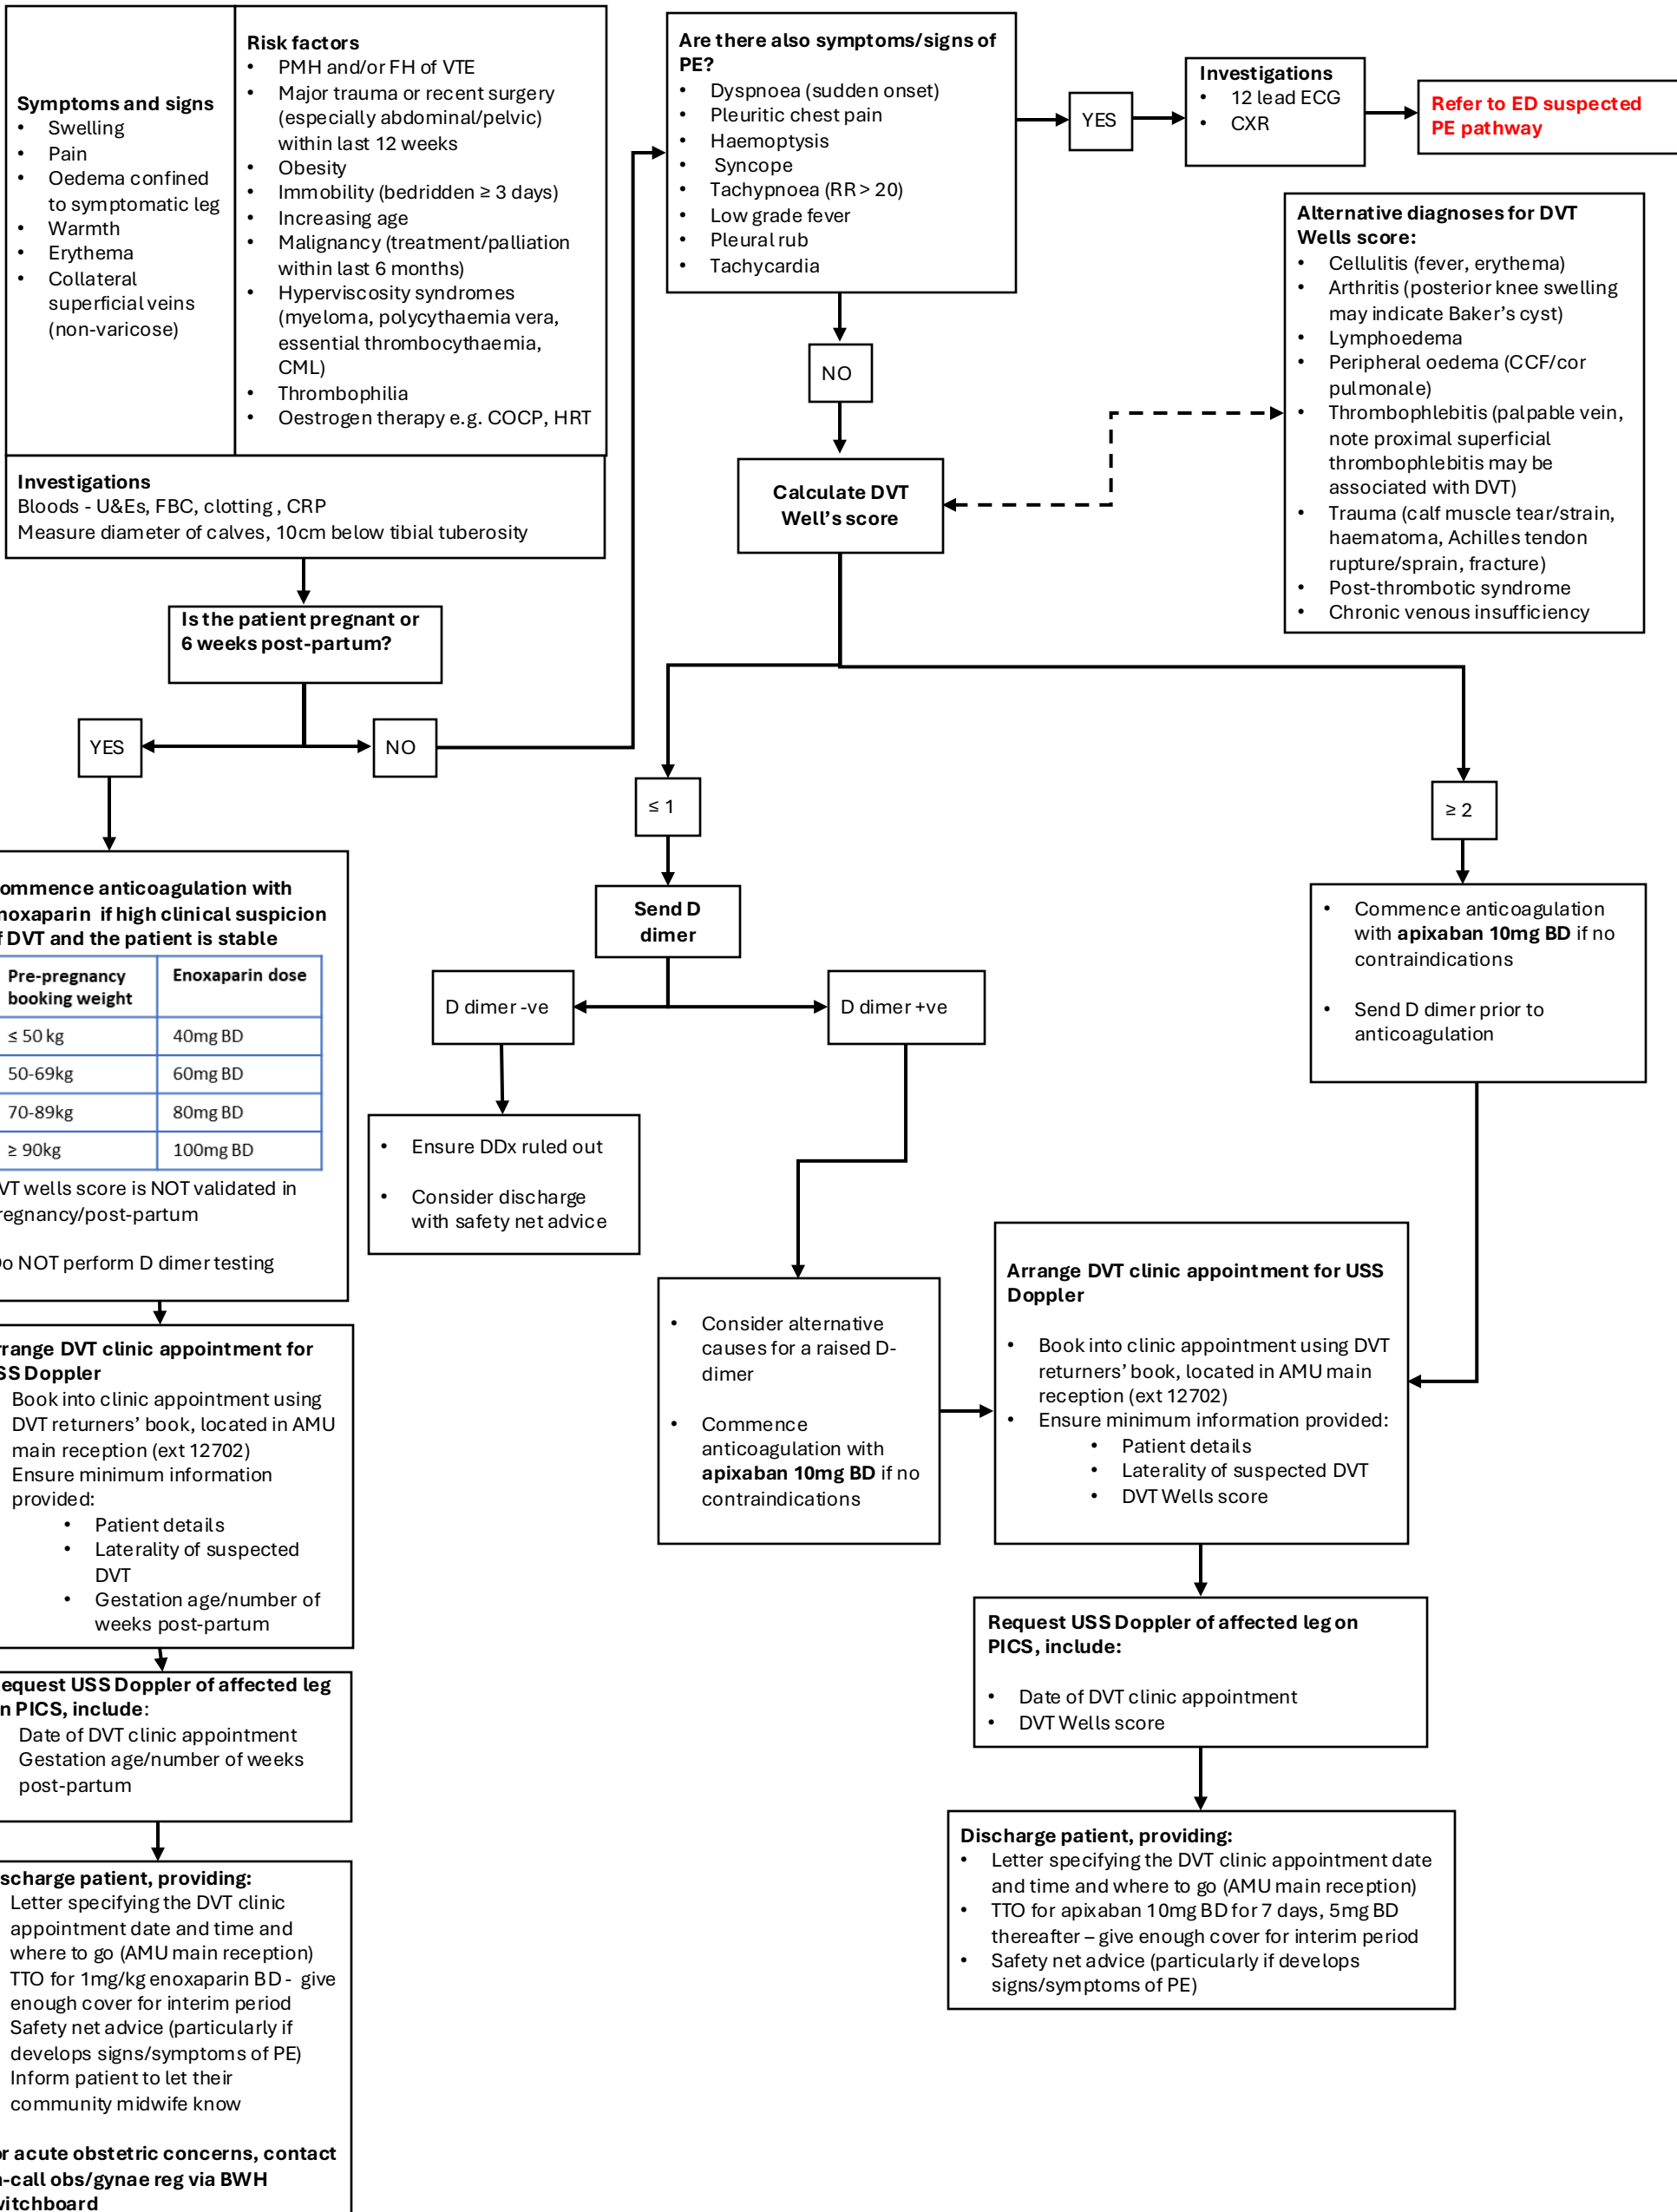 Symptoms and signs
• Swelling
• Pain
• Oedema confined
to symptomatic leg
• Warmth
• Erythema
• Collateral
superficial veins
(non-varicose)
Risk factors
• PMH and/or FH of VTE
• Major trauma or recent surgery
(especially abdominal/pelvic)
within last 12 weeks
• Obesity
• Immobility (bedridden ≥ 3 days)
• Increasing age
• Malignancy (treatment/palliation
within last 6 months)
• Hyperviscosity syndromes
(myeloma, polycythaemia vera,
essential thrombocythaemia,
CML)
• Thrombophilia
• Oestrogen therapy e.g. COCP, HRT
Investigations
Bloods - U&Es, FBC, clotting , CRP
Measure diameter of calves, 10cm below tibial tuberosity
Is the patient pregnant or
6 weeks post-partum?
YES
NO
ommence anticoagulation with
noxaparin if high clinical suspicion
f DVT and the patient is stable
Pre-pregnancy
booking weight
Enoxaparin dose
≤ 50 kg
40mg BD
50-69kg
60mg BD
70-89kg
80mg BD
≥ 90kg
100mg BD
VT wells score is NOT validated in
regnancy/post-partum
o NOT perform D dimer testing
rrange DVT clinic appointment for
SS Doppler
Book into clinic appointment using
DVT returners' book, located in AMU
main reception (ext 12702)
Ensure minimum information
provided:
• Patient details
• Laterality of suspected
DVT
• Gestation age/number of
weeks post-partum
equest USS Doppler of affected leg
n PICS, include:
Date of DVT clinic appointment
Gestation age/number of weeks
post-partum
scharge patient, providing:
Letter specifying the DVT clinic
appointment date and time and
where to go (AMU main reception)
TTO for 1mg/kg enoxaparin BD - give
enough cover for interim period
Safety net advice (particularly if
develops signs/symptoms of PE)
Inform patient to let their
community midwife know
or acute obstetric concerns, contact
n-call obs/gynae reg via BWH
witchboard
Are there also symptoms/signs of
PE?
• Dyspnoea (sudden onset)
• Pleuritic chest pain
• Haemoptysis
• Syncope
• Tachypnoea (RR > 20)
• Low grade fever
• Pleural rub
• Tachycardia
YES
Investigations
• 12 lead ECG
• CXR
Refer to ED suspected
PE pathway
NO
Calculate DVT
Well's score
Alternative diagnoses for DVT
Wells score:
• Cellulitis (fever, erythema)
• Arthritis (posterior knee swelling
may indicate Baker's cyst)
• Lymphoedema
• Peripheral oedema (CCF/cor
pulmonale)
• Thrombophlebitis (palpable vein,
note proximal superficial
thrombophlebitis may be
associated with DVT)
• Trauma (calf muscle tear/strain,
haematoma, Achilles tendon
rupture/sprain, fracture)
• Post-thrombotic syndrome
• Chronic venous insufficiency
≤ 1
Send D
dimer
D dimer -ve
D dimer +ve
• Ensure DDx ruled out
• Consider discharge
with safety net advice
• Consider alternative
causes for a raised D-
dimer
• Commence
anticoagulation with
apixaban 10mg BD if no
contraindications
≥ 2
• Commence anticoagulation
with apixaban 10mg BD if no
contraindications
• Send D dimer prior to
anticoagulation
Arrange DVT clinic appointment for USS
Doppler
• Book into clinic appointment using DVT
returners' book, located in AMU main
reception (ext 12702)
• Ensure minimum information provided:
• Patient details
• Laterality of suspected DVT
• DVT Wells score
Request USS Doppler of affected leg on
PICS, include:
• Date of DVT clinic appointment
• DVT Wells score
Discharge patient, providing:
• Letter specifying the DVT clinic appointment date
and time and where to go (AMU main reception)
• TTO for apixaban 10mg BD for 7 days, 5mg BD
thereafter – give enough cover for interim period
• Safety net advice (particularly if develops
signs/symptoms of PE)